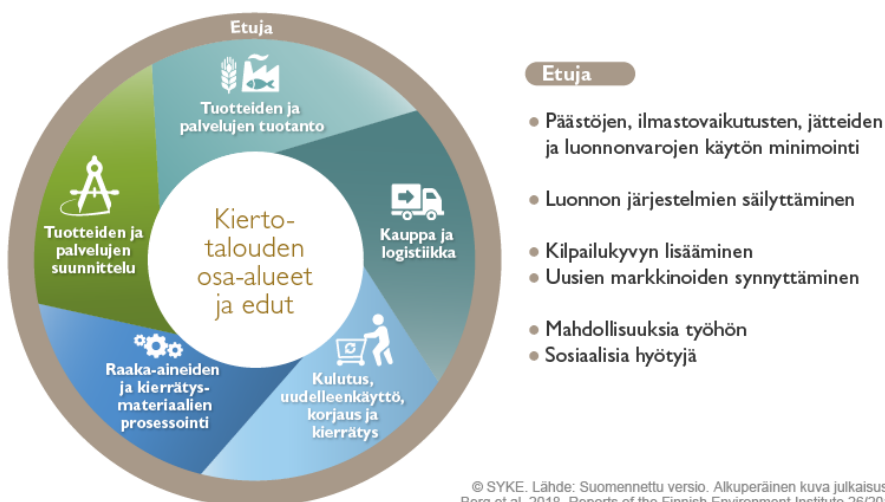 Etuja
Tuotteiden ja
palvelujen tuotanto
Kauppa ja
logistiikka
Kulutus,
uudelleenkäyttö,
korjaus ja
kierrätys
Raaka-aineiden
ja kierrätys-
materiaalien
prosessointi
Tuotteiden ja
palvelujen
suunnittelu
Kierto-
talouden
osa-alueet
ja edut
Etuja
Päästöjen, ilmastovaikutusten, jätteiden
ja luonnonvarojen käytön minimointi
Luonnon järjestelmien säilyttäminen
Kilpailukyvyn lisääminen
Uusien markkinoiden synnyttäminen
Mahdollisuuksia työhön
Sosiaalisia hyötyjä
© SYKE. Lähde: Suomennettu versio. Alkuperäinen kuva julkaisus
Berg et al. 2018. Reports of the Finnish Environment Institute 26/20